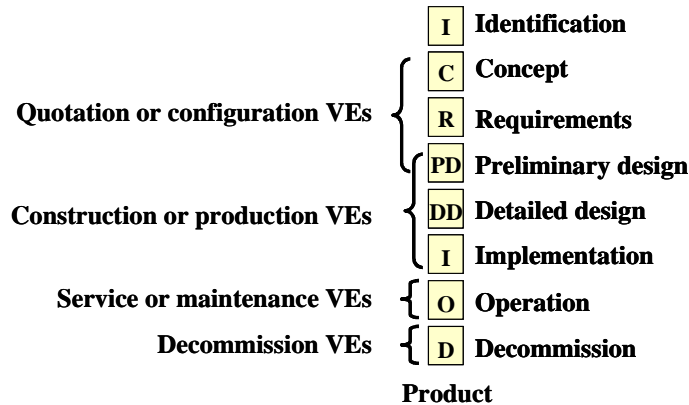 I Identification
C Concept
Quotation or configuration VEs
R Requirements
PD Preliminary design
Construction or production VEs
DD Detailed design
I Implementation
Service or maintenance VEs
O Operation
Decommission VEs
D Decommission
Product